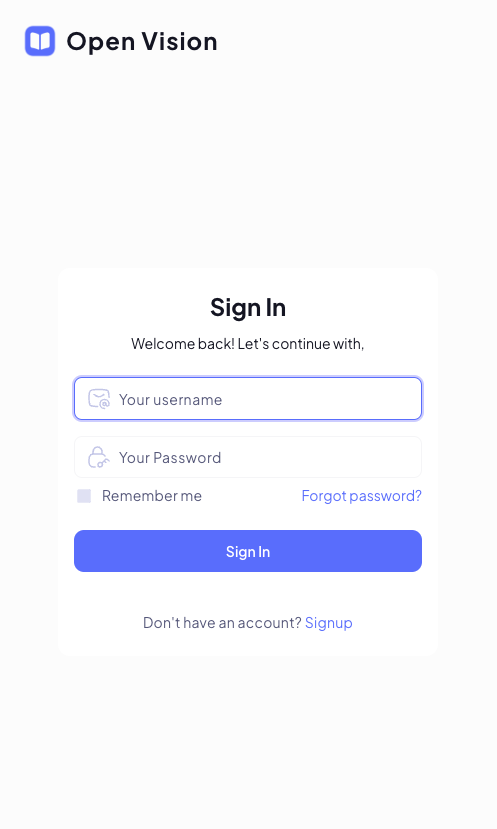 Open Vision
Sign In
Welcome back! Let's continue with,
Your username
Your Password
Remember me
Forgot password?
Sign In
Don't have an account? Signup